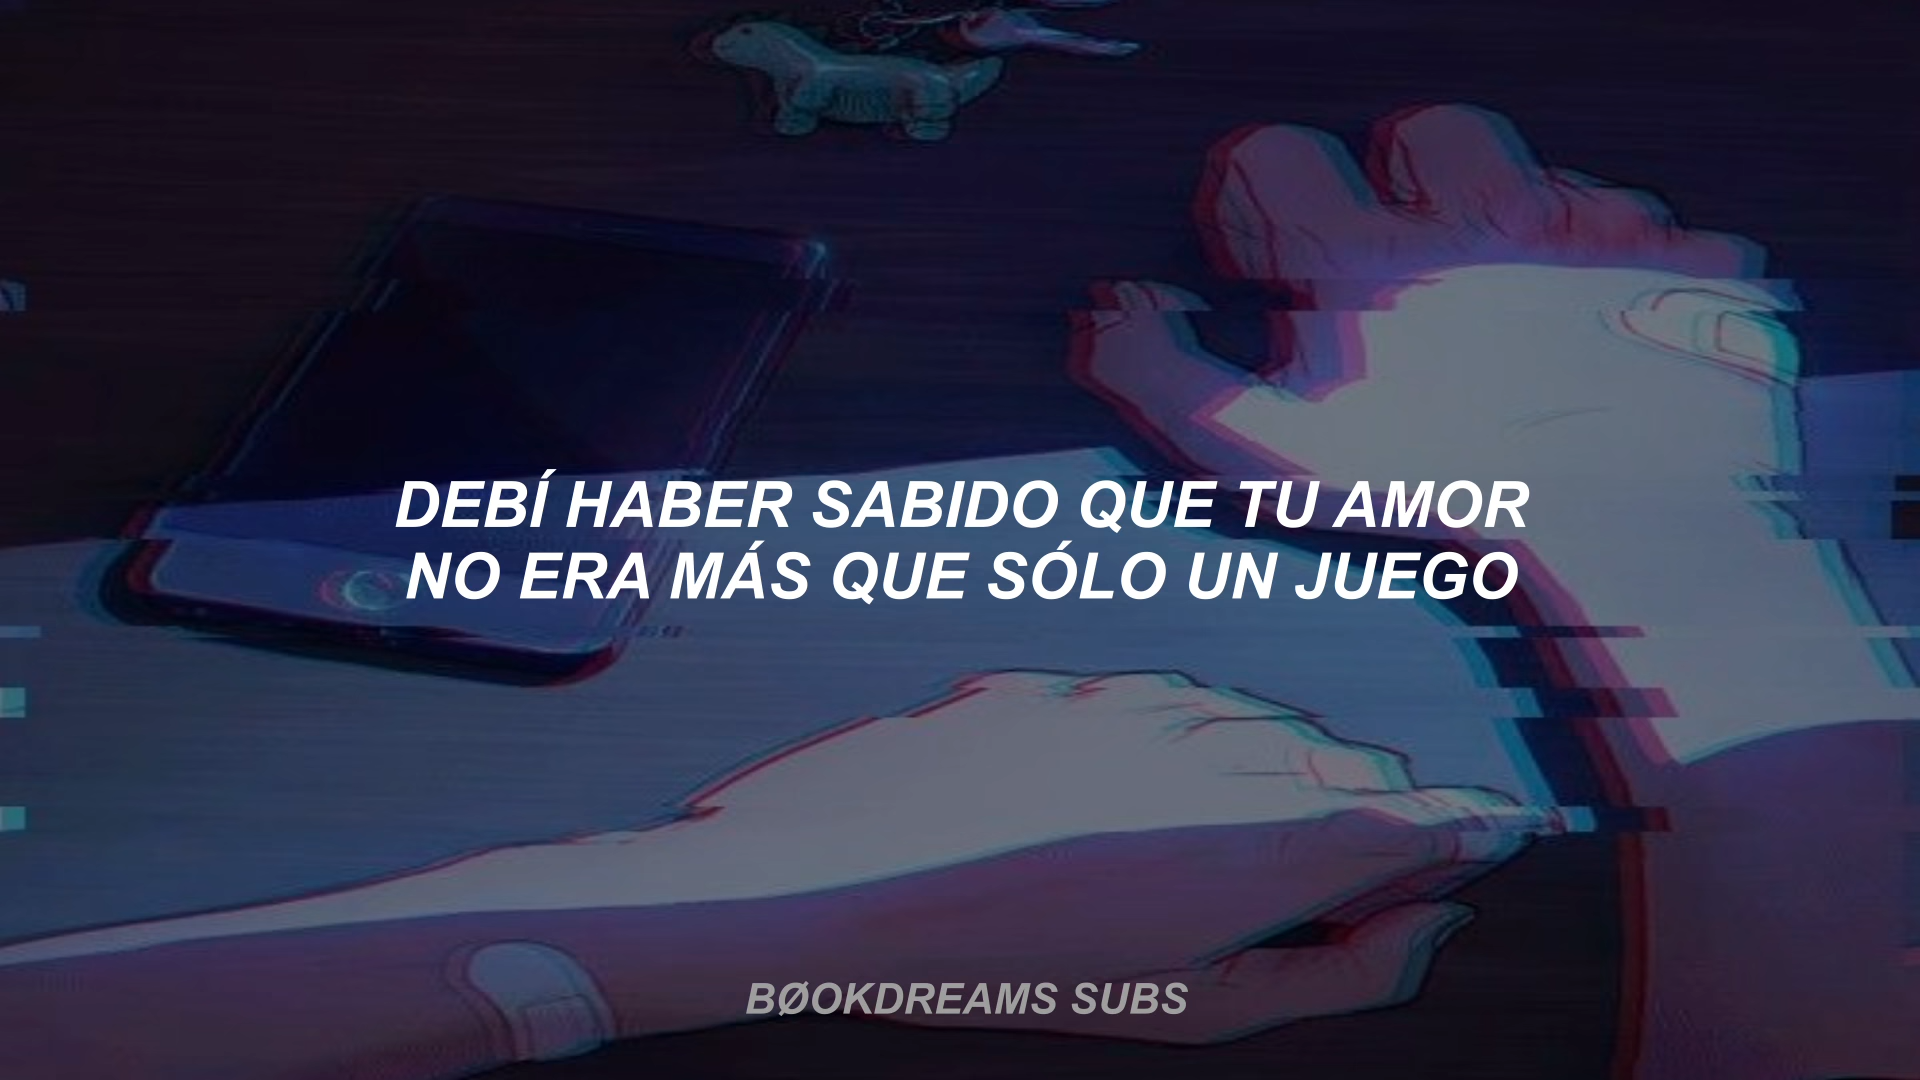 DEBÍ HABER SABIDO QUE TU AMOR
NO ERA MÁS QUE SÓLO UN JUEGO
BØOKDREAMS SUBS